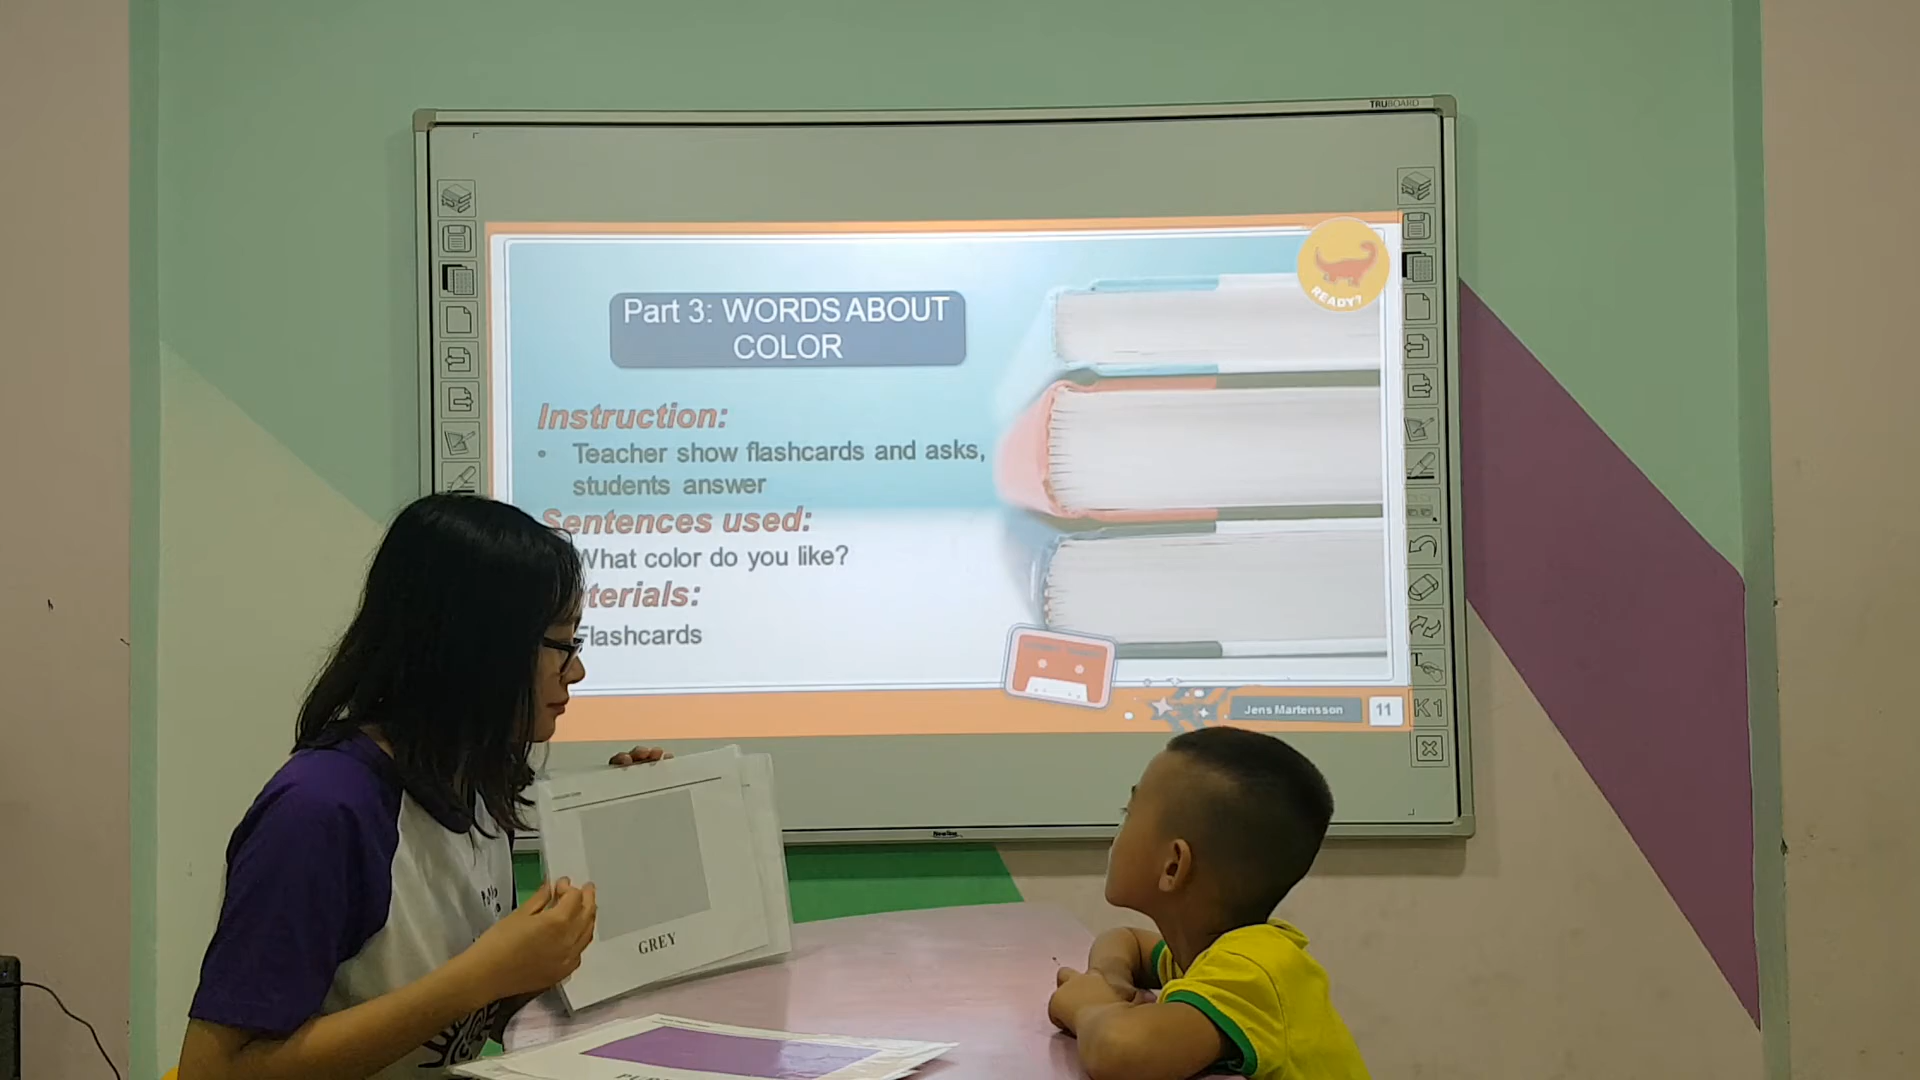 TRUBOARD
READY?
Part 3: WORDS ABOUT
COLOR
Instruction:
• Teacher show flashcards and asks,
students answer
Sentences used:
What color do you like?
terials:
Flashcards
Jens Martensson
11
K1
GREY